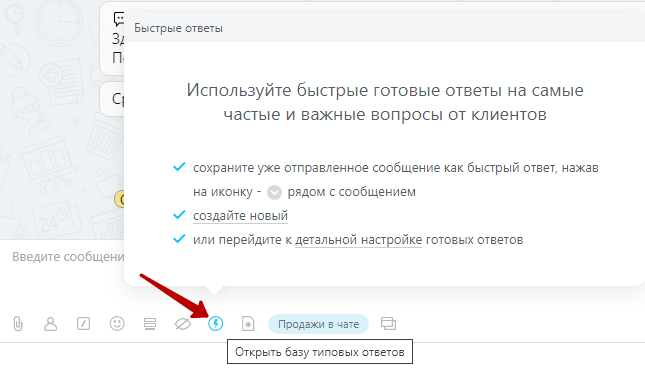 Быстрые ответы
Зд
По
Ср
Используйте быстрые готовые ответы на самые
частые и важные вопросы от клиентов
сохраните уже отправленное сообщение как быстрый ответ, нажав
на иконку - рядом с сообщением
создайте новый
или перейдите к детальной настройке готовых ответов
Введите сообщени
Продажи в чате
Открыть базу типовых ответов